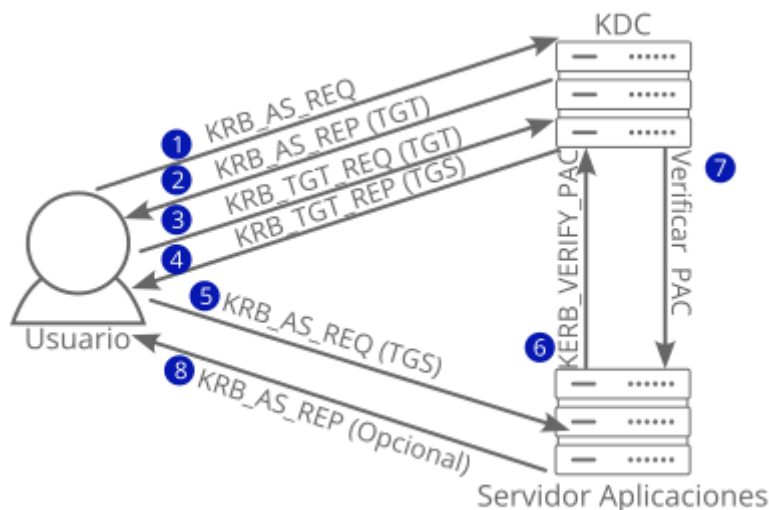 KDC
1 KRB_AS_REQ
2 KRB_AS_REP (TGT)
3 KRB_TGT_REQ (TGT)
4 KRB_TGT_REP (TGS)
Usuario
5 KRB_AS_REQ (TGS)
6 KERB_VERIFY_PAC
7 Verificar PAC
8 KRB_AS_REP (Opcional)
Servidor Aplicaciones